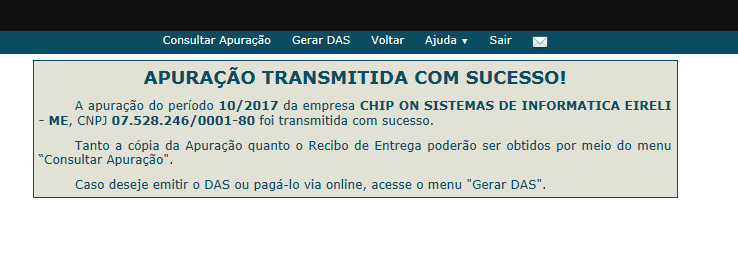 Consultar Apuração Gerar DAS Voltar Ajuda ▼ Sair
APURAÇÃO TRANSMITIDA COM SUCESSO!
A apuração do período 10/2017 da empresa CHIP ON SISTEMAS DE INFORMATICA EIRELI
- ME, CNPJ 07.528.246/0001-80 foi transmitida com sucesso.
Tanto a cópia da Apuração quanto o Recibo de Entrega poderão ser obtidos por meio do menu
"Consultar Apuração".
Caso deseje emitir o DAS ou pagá-lo via online, acesse o menu "Gerar DAS".